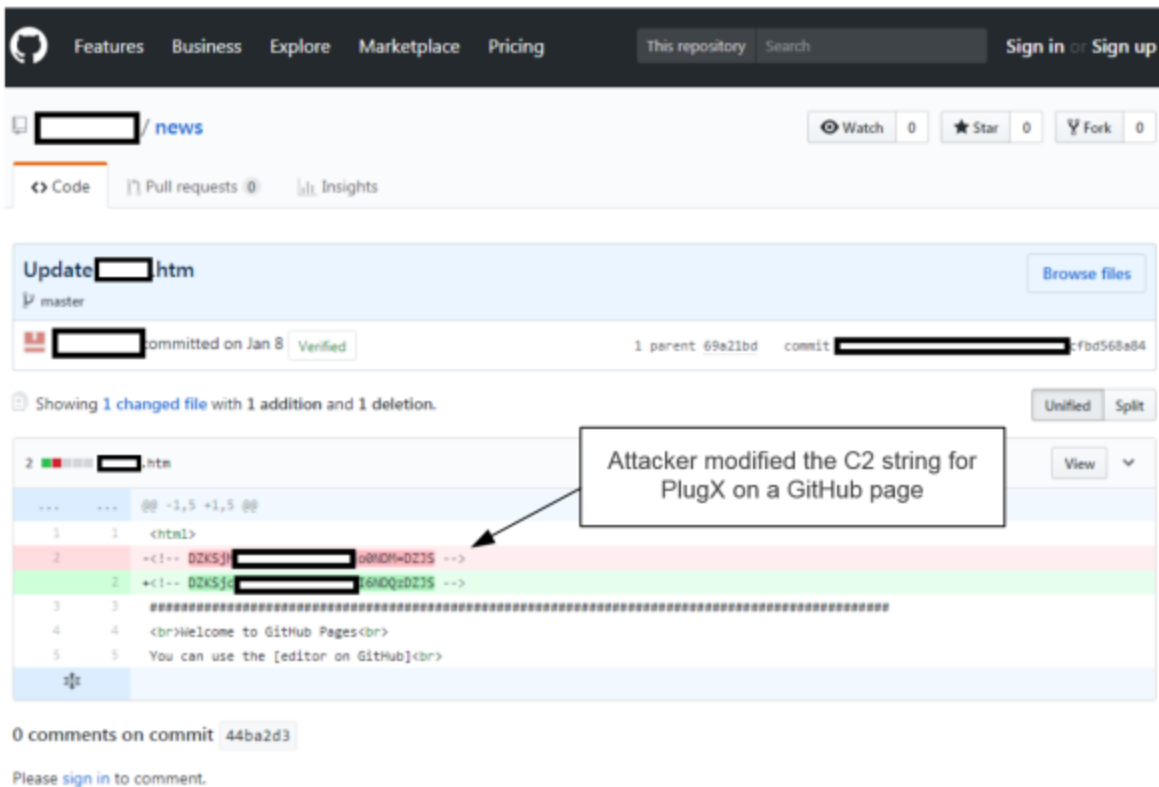 Features Business Explore Marketplace Pricing This repository Search Sign in or Sign up
/ news Watch 0 Star 0 Fork 0
<> Code Pull requests 0 Insights
Update .htm Browse files
master
committed on Jan 8 Verified 1 parent 69a21bd commit cfbd568a84
Showing 1 changed file with 1 addition and 1 deletion. Unified Split
Attacker modified the C2 string for
PlugX on a GitHub page
2 .htm View
... ... @@ -1,5 +1,5 @@
1 1 <html>
2 -<!-- DZKSj o0NDM=DZJS -->
2 +<!-- DZKSjc I6NDQzDZJS -->
3 3 ################################################################################################
4 4 <br>Welcome to GitHub Pages<br>
5 5 You can use the [editor on GitHub]<br>
0 comments on commit 44ba2d3
Please sign in to comment.